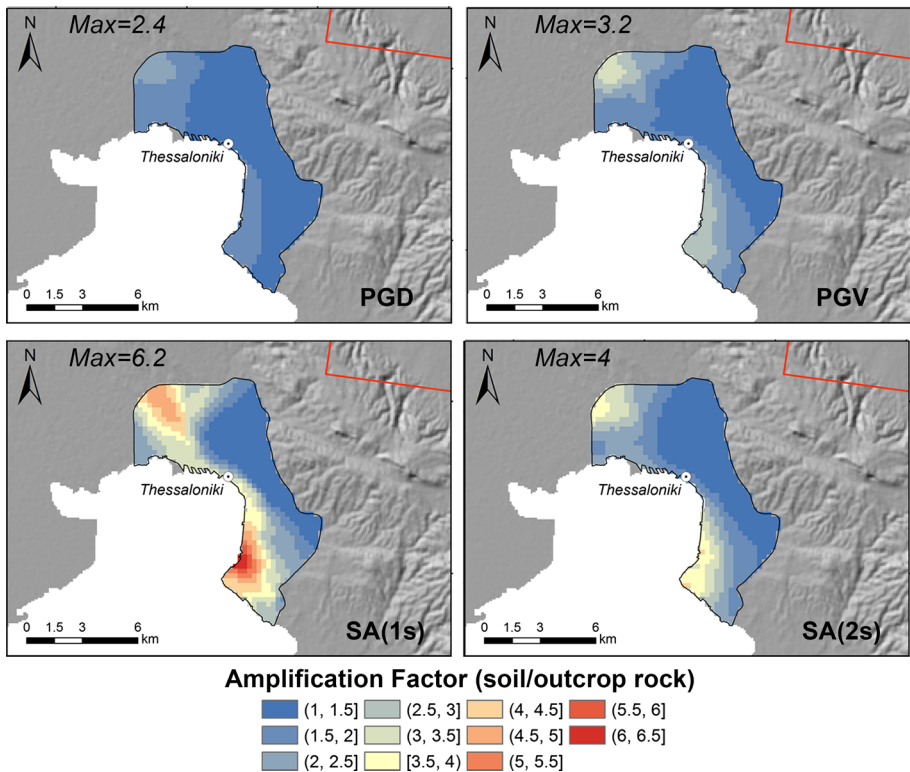 N
Max=2.4
Thessaloniki
0 1.5 3 6
km
PGD
N
Max=3.2
Thessaloniki
0 1.5 3 6
km
PGV
N
Max=6.2
Thessaloniki
0 1.5 3 6
km
SA(1s)
N
Max=4
Thessaloniki
0 1.5 3 6
km
SA(2s)
Amplification Factor (soil/outcrop rock)
(1, 1.5] (2.5, 3] (4, 4.5] (5.5, 6]
(1.5, 2] (3, 3.5] (4.5, 5] (6, 6.5]
(2, 2.5] [3.5, 4) (5, 5.5]